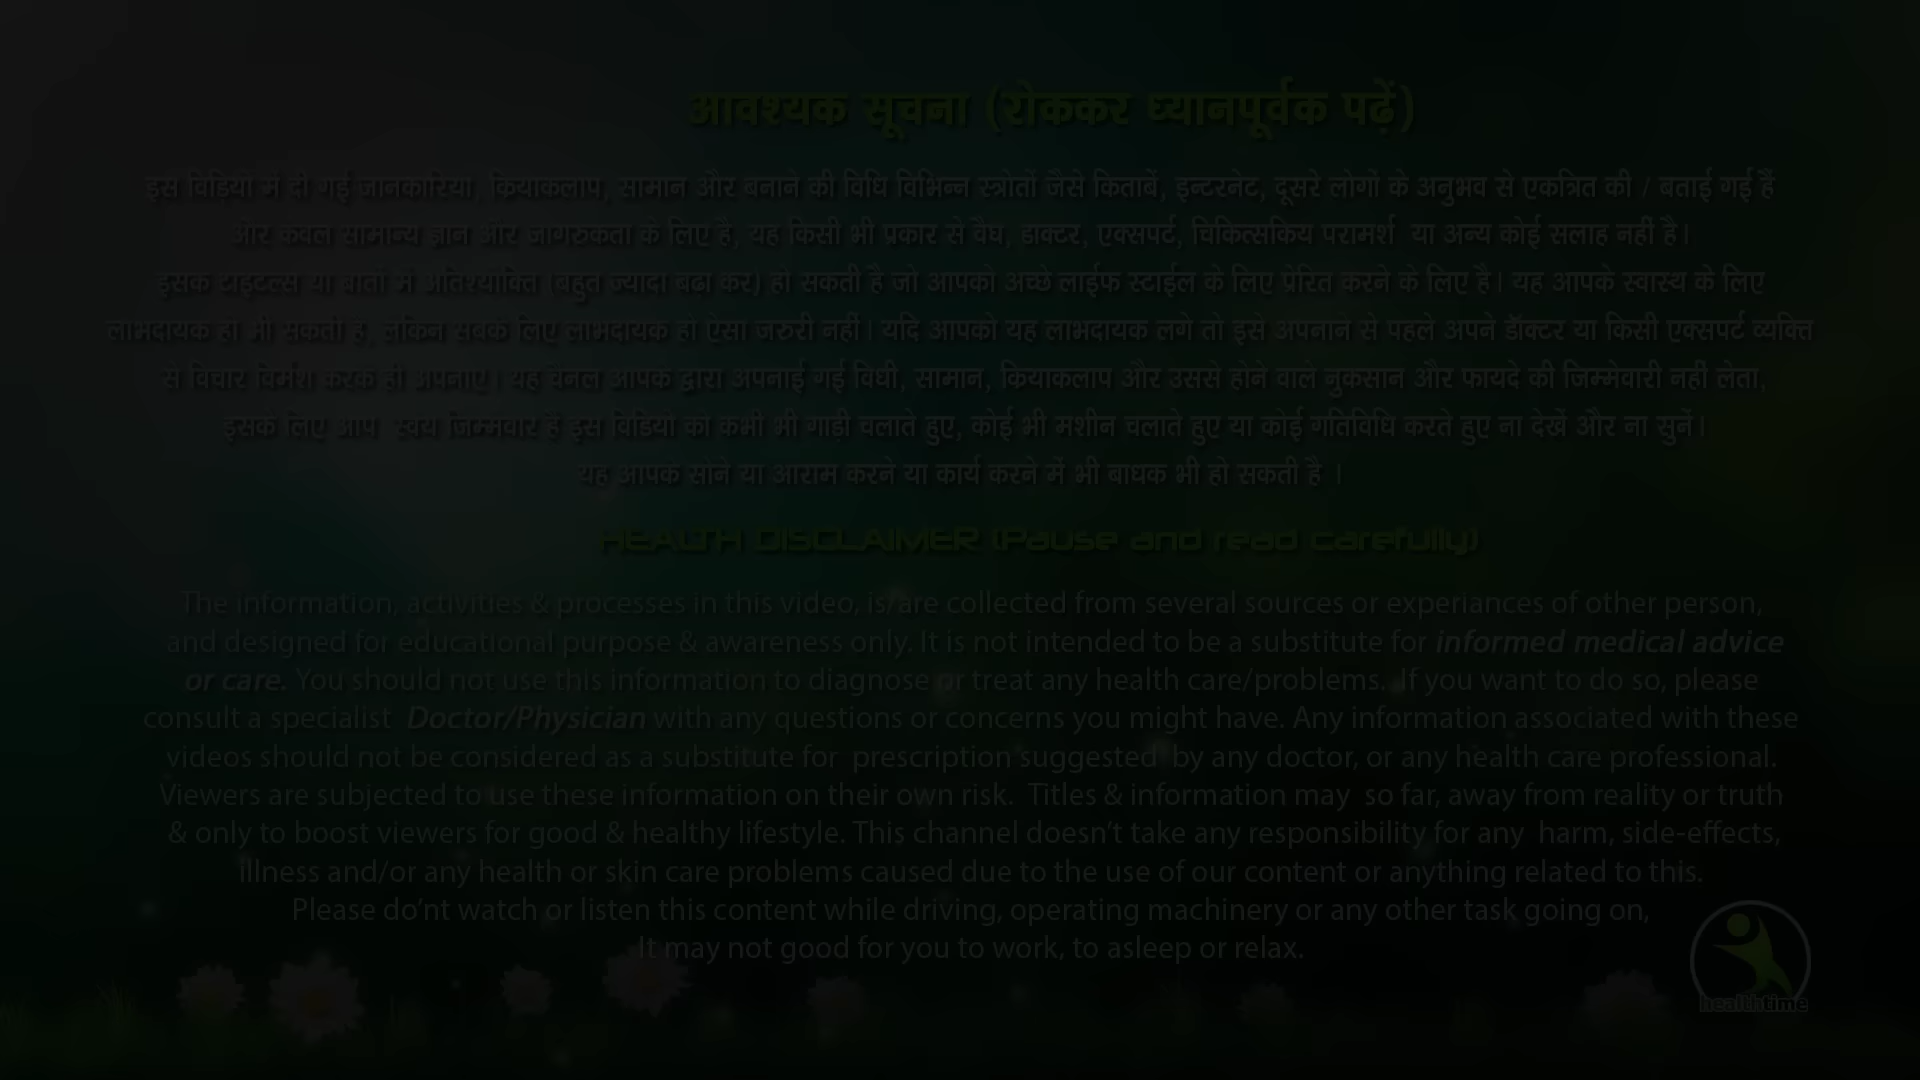 आवश्यक सूचना (रोककर ध्यानपूर्वक पढ़ें)
इस विडियो में दी गई जानकारियां, कियाकलाप, सामान और बनाने की विधि विभिन्न स्त्रोतों जैसे किताबें, इन्टरनेट, दूसरे लोगों के अनुभव से एकत्रित की / बताई गई हैं
और केवल सामान्य ज्ञान और जागरुकता के लिए है, यह किसी भी प्रकार से वैध, डाक्टर, एक्सपर्ट, चिकित्सकिय परामर्श या अन्य कोई सलाह नहीं है।
इसके टाइटल्स या बातों में अतिश्योक्ति (बहुत ज्यादा बढा कर) हो सकती है जो आपको अच्छे लाईफ स्टाईल के लिए प्रेरित करने के लिए है। यह आपके स्वास्थ के लिए
लाभदायक हो भी सकती है, लेकिन सबके लिए लाभदायक हो ऐसा जरुरी नहीं। यदि आपको यह लाभदायक लगे तो इसे अपनाने से पहले अपने डॅाक्टर या किसी एक्सपर्ट व्यक्ति
से विचार विमंश करके ही अपनाएं। यह चैनल आपके द्वारा अपनाई गई विधी, सामान, कियाकलाप और उससे होने वाले नुकसान और फायदे की जिम्मेवारी नहीं लेता,
इसके लिए आप स्वयं जिम्मेवार हैं इस विडियो को कभी भी गाडी चलाते हुए, कोई भी मशीन चलाते हुए या कोई गतिविधि करते हुए ना देखें और ना सुनें।
यह आपके सोने या आराम करने या कार्य करने में भी बाधक भी हो सकती है ।
HEALTH DISCLAIMER (Pause and read carefully)
The information, activities & processes in this video, is/are collected from several sources or experiances of other person,
and designed for educational purpose & awareness only. It is not intended to be a substitute for informed medical advice
or care. You should not use this information to diagnose or treat any health care/problems. If you want to do so, please
consult a specialist Doctor/Physician with any questions or concerns you might have. Any information associated with these
videos should not be considered as a substitute for prescription suggested by any doctor, or any health care professional.
Viewers are subjected to use these information on their own risk. Titles & information may so far, away from reality or truth
& only to boost viewers for good & healthy lifestyle. This channel doesn’t take any responsibility for any harm, side-effects,
Illness and/or any health or skin care problems caused due to the use of our content or anything related to this.
Please do’nt watch or listen this content while driving, operating machinery or any other task going on,
It may not good for you to work, to asleep or relax.
healthtime